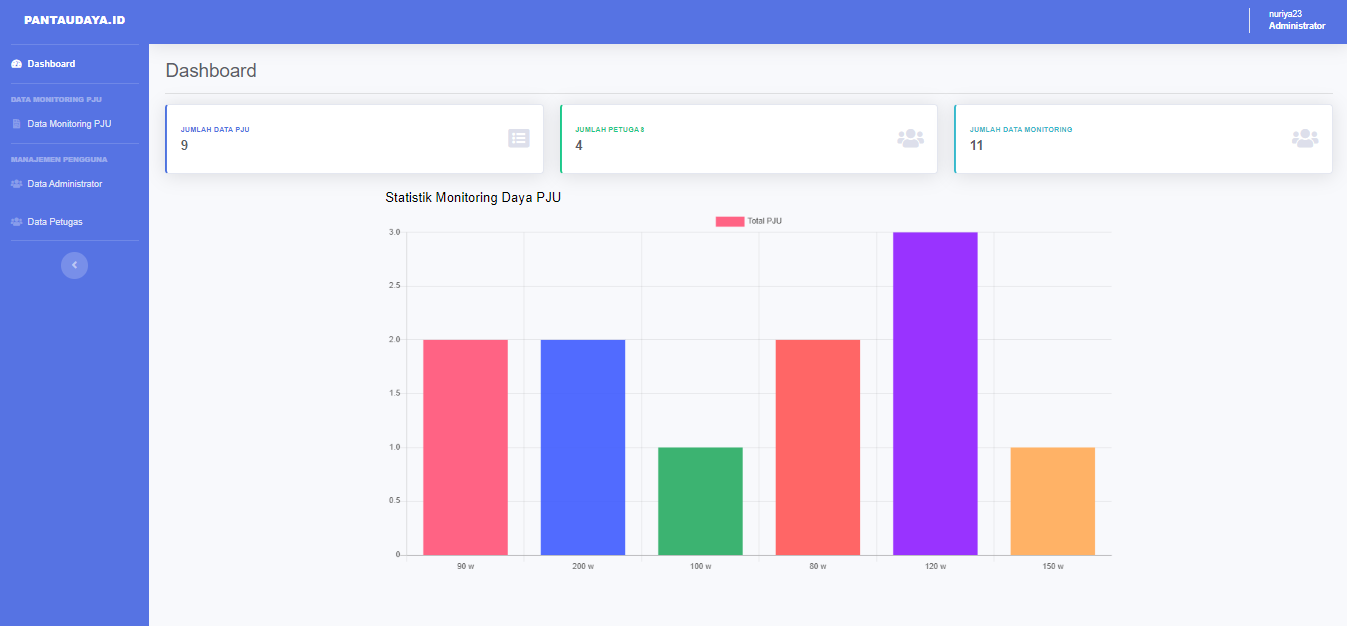 PANTAUDAYA.ID
nuriya23
Administrator
Dashboard
DATA MONITORING PJU
Data Monitoring PJU
MANAJEMEN PENGGUNA
Data Administrator
Data Petugas
Dashboard
JUMLAH DATA PJU
9
JUMLAH PETUGAS
4
JUMLAH DATA MONITORING
11
Statistik Monitoring Daya PJU
Total PJU
3.0
2.5
2.0
1.5
1.0
0.5
0
90 w 200 w 100 w 80 w 120 w 150 w